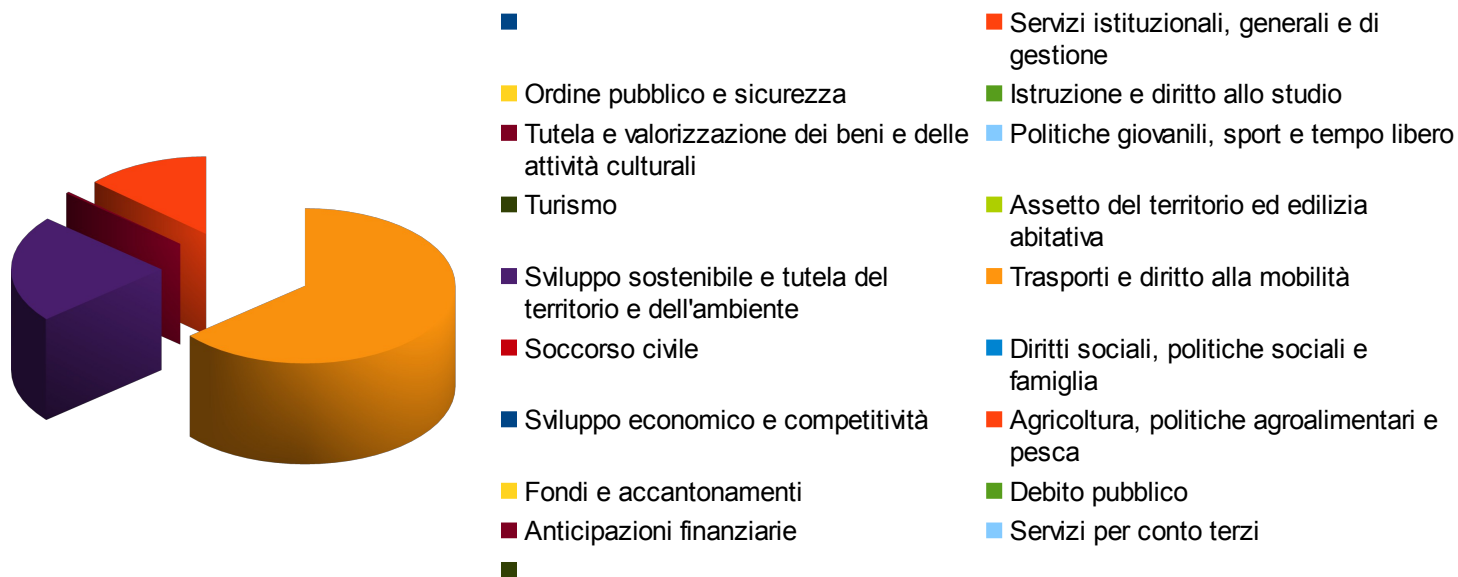 Servizi istituzionali, generali e di
gestione
Ordine pubblico e sicurezza
Istruzione e diritto allo studio
Tutela e valorizzazione dei beni e delle
attività culturali
Politiche giovanili, sport e tempo libero
Turismo
Assetto del territorio ed edilizia
abitativa
Sviluppo sostenibile e tutela del
territorio e dell'ambiente
Trasporti e diritto alla mobilità
Soccorso civile
Diritti sociali, politiche sociali e
famiglia
Sviluppo economico e competitività
Agricoltura, politiche agroalimentari e
pesca
Fondi e accantonamenti
Debito pubblico
Anticipazioni finanziarie
Servizi per conto terzi